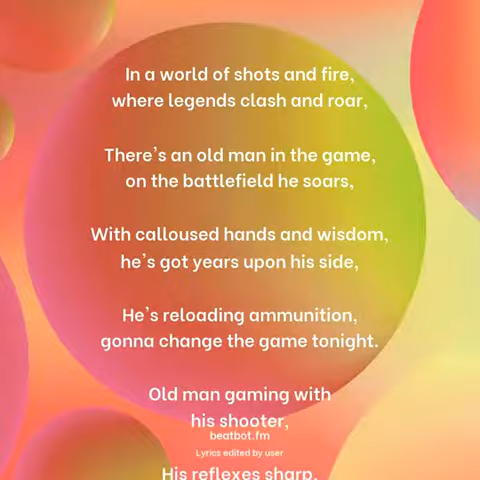 In a world of shots and fire,
where legends clash and roar,
There's an old man in the game,
on the battlefield he soars,
With calloused hands and wisdom,
he's got years upon his side,
He's reloading ammunition,
gonna change the game tonight.
Old man gaming with
his shooter,
beatbot.fm
Lyrics edited by user
His reflexes sharp,